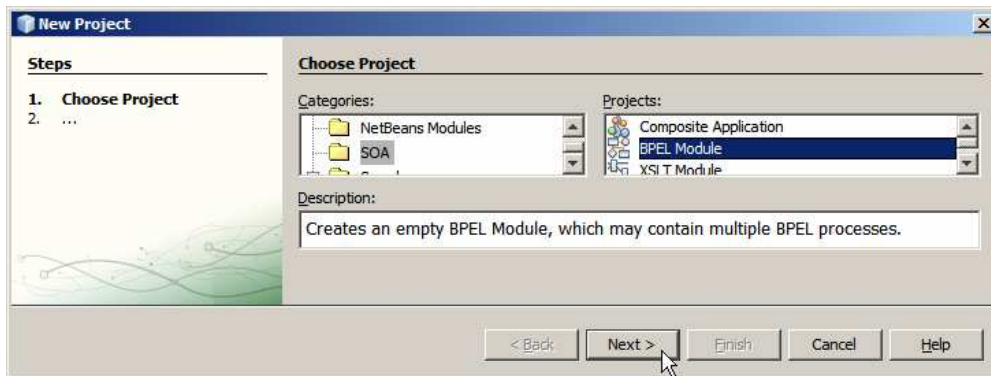 New Project
Steps
1. Choose Project
2. ...
Choose Project
Categories:
NetBeans Modules
SOA
Projects:
Composite Application
BPEL Module
XSLT Module
Description:
Creates an empty BPEL Module, which may contain multiple BPEL processes.
< Back
Next >
Finish
Cancel
Help